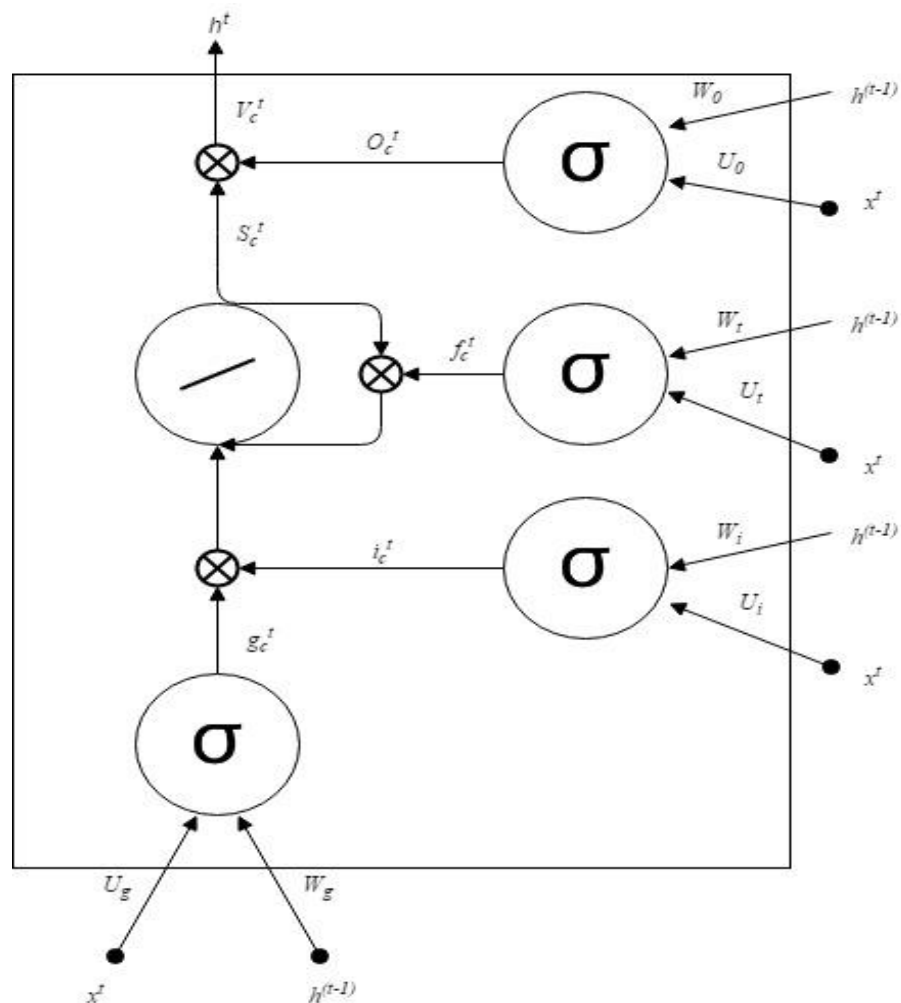 h^t
V_c^t
O_c^t
W_0
h^(t-1)
σ
U_0
x^t
S_c^t
f_c^t
W_t
h^(t-1)
σ
U_t
x^t
i_c^t
W_i
h^(t-1)
σ
U_i
x^t
g_c^t
σ
U_g
W_g
x^t
h^(t-1)